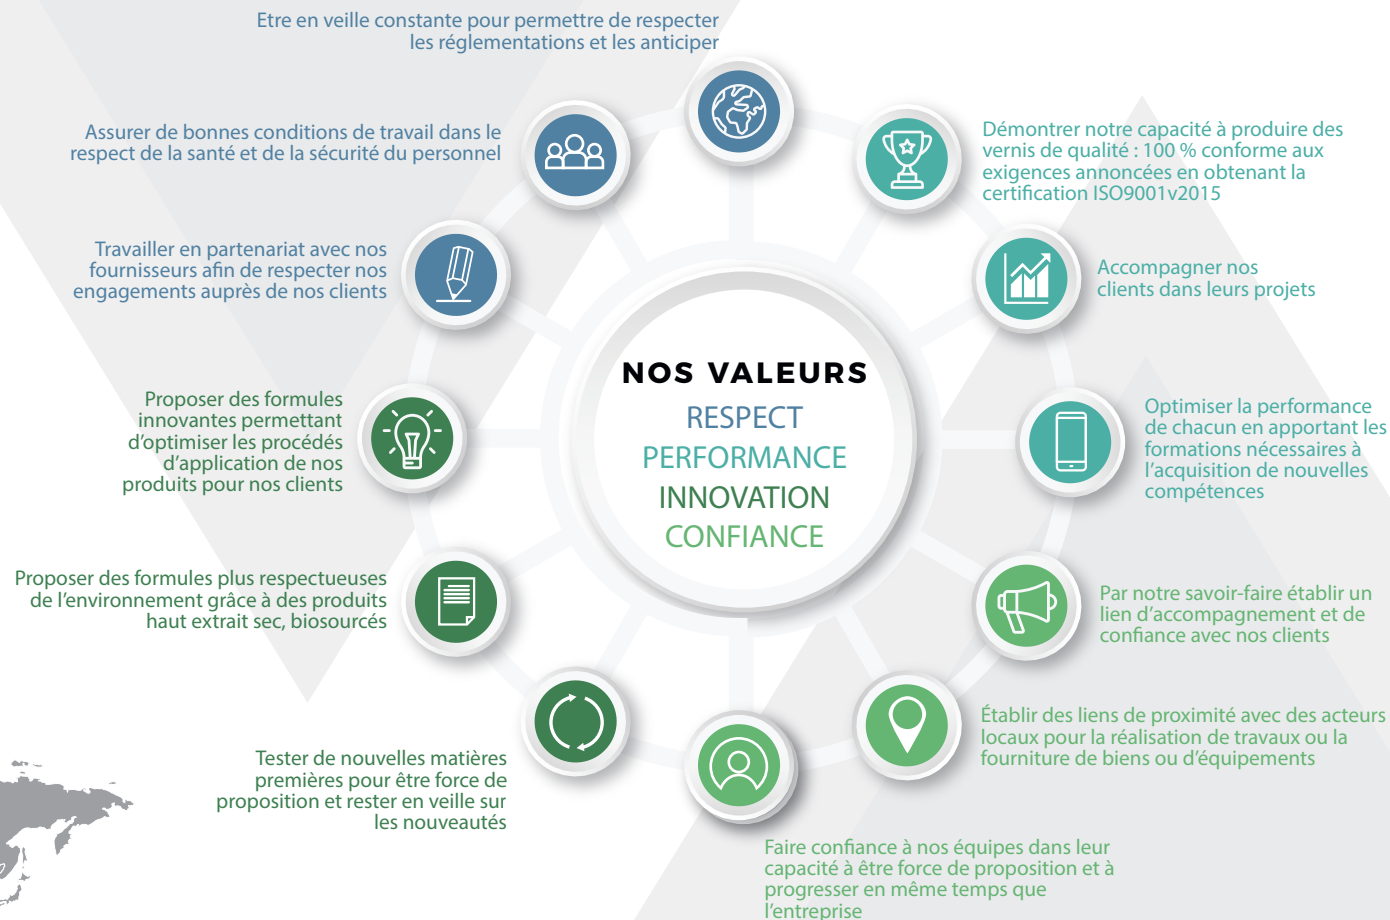 Etre en veille constante pour permettre de respecter
les réglementations et les anticiper
Assurer de bonnes conditions de travail dans le
respect de la santé et de la sécurité du personnel
Travailler en partenariat avec nos
fournisseurs afin de respecter nos
engagements auprès de nos clients
Proposer des formules
innovantes permettant
d'optimiser les procédés
d'application de nos
produits pour nos clients
Proposer des formules plus respectueuses
de l'environnement grâce à des produits
haut extrait sec, biosourcés
Tester de nouvelles matières
premières pour être force de
proposition et rester en veille sur
les nouveautés
NOS VALEURS
RESPECT
PERFORMANCE
INNOVATION
CONFIANCE
Démontrer notre capacité à produire des
vernis de qualité : 100 % conforme aux
exigences annoncées en obtenant la
certification ISO9001v2015
Accompagner nos
clients dans leurs projets
Optimiser la performance
de chacun en apportant les
formations nécessaires à
l'acquisition de nouvelles
compétences
Par notre savoir-faire établir un
lien d'accompagnement et de
confiance avec nos clients
Établir des liens de proximité avec des acteurs
locaux pour la réalisation de travaux ou la
fourniture de biens ou d'équipements
Faire confiance à nos équipes dans leur
capacité à être force de proposition et à
progresser en même temps que
l'entreprise